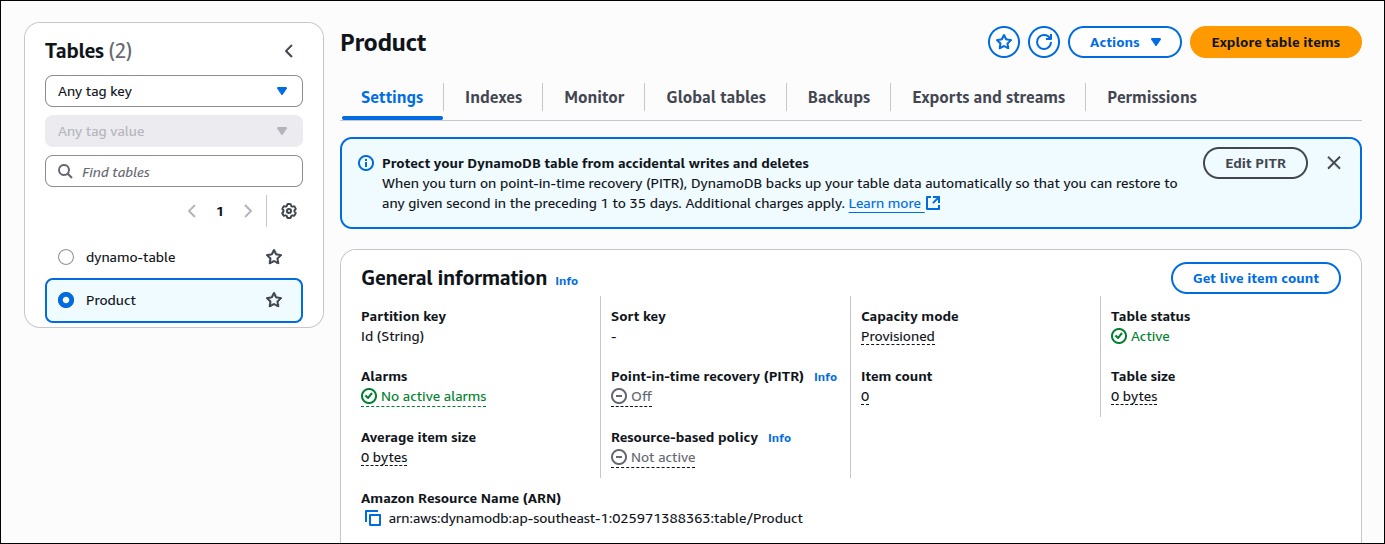 Tables (2)
Any tag key
Any tag value
Find tables
1
dynamo-table
Product
Product
Actions
Explore table items
Settings
Indexes
Monitor
Global tables
Backups
Exports and streams
Permissions
Protect your DynamoDB table from accidental writes and deletes
When you turn on point-in-time recovery (PITR), DynamoDB backs up your table data automatically so that you can restore to
any given second in the preceding 1 to 35 days. Additional charges apply. Learn more
Edit PITR
General information Info
Get live item count
Partition key
Id (String)
Sort key
-
Capacity mode
Provisioned
Table status
Active
Alarms
No active alarms
Point-in-time recovery (PITR) Info
Off
Item count
0
Table size
0 bytes
Average item size
0 bytes
Resource-based policy Info
Not active
Amazon Resource Name (ARN)
arn:aws:dynamodb:ap-southeast-1:025971388363:table/Product